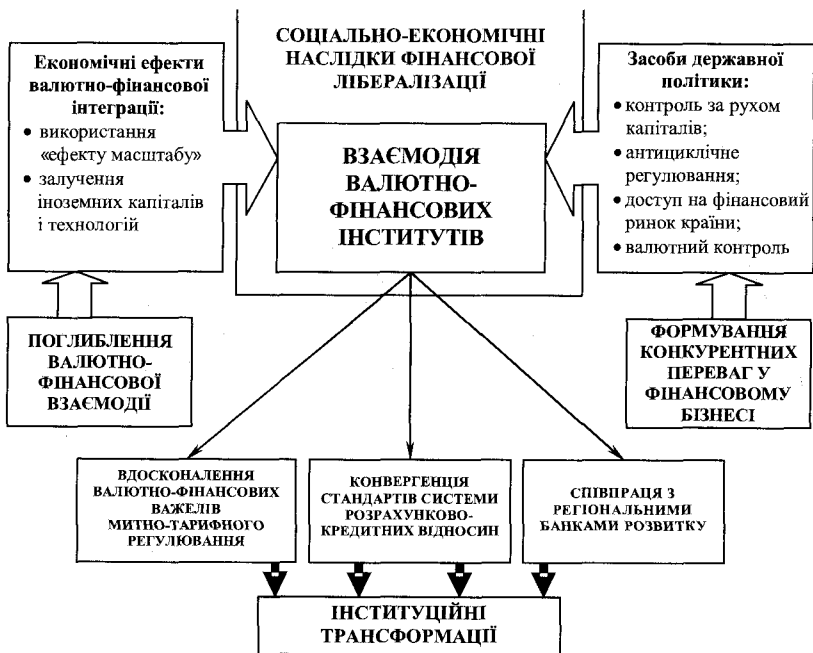 СОЦІАЛЬНО-ЕКОНОМІЧНІ
НАСЛІДКИ ФІНАНСОВОЇ
ЛІБЕРАЛІЗАЦІЇ
Економічні ефекти
валютно-фінансової
інтеграції:
• використання
«ефекту масштабу»
• залучення
іноземних капіталів
і технологій
ВЗАЄМОДІЯ
ВАЛЮТНО-
ФІНАНСОВИХ
ІНСТИТУТІВ
Засоби державної
політики:
• контроль за рухом
капіталів;
• антициклічне
регулювання;
• доступ на фінансовий
ринок країни;
• валютний контроль
ПОГЛИБЛЕННЯ
ВАЛЮТНО-
ФІНАНСОВОЇ
ВЗАЄМОДІЇ
ФОРМУВАННЯ
КОНКУРЕНТНИХ
ПЕРЕВАГ У
ФІНАНСОВОМУ
БІЗНЕСІ
ВДОСКОНАЛЕННЯ
ВАЛЮТНО-ФІНАНСОВИХ
ВАЖЕЛІВ
МИТНО-ТАРИФНОГО
РЕГУЛЮВАННЯ
КОНВЕРГЕНЦІЯ
СТАНДАРТІВ СИСТЕМИ
РОЗРАХУНКОВО-
КРЕДИТНИХ ВІДНОСИН
СПІВПРАЦЯ З
РЕГІОНАЛЬНИМИ
БАНКАМИ РОЗВИТКУ
ІНСТИТУЦІЙНІ
ТРАНСФОРМАЦІЇ